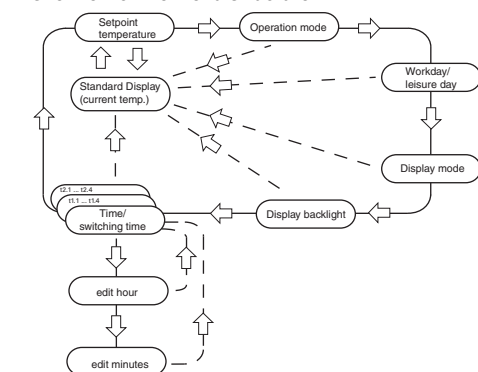 Setpoint
temperature
Operation mode
Standard Display
(current temp.)
Workday/
leisure day
Display mode
t2.1 ... t2.4
t1.1 ... t1.4
Time/
switching time
Display backlight
edit hour
edit minutes